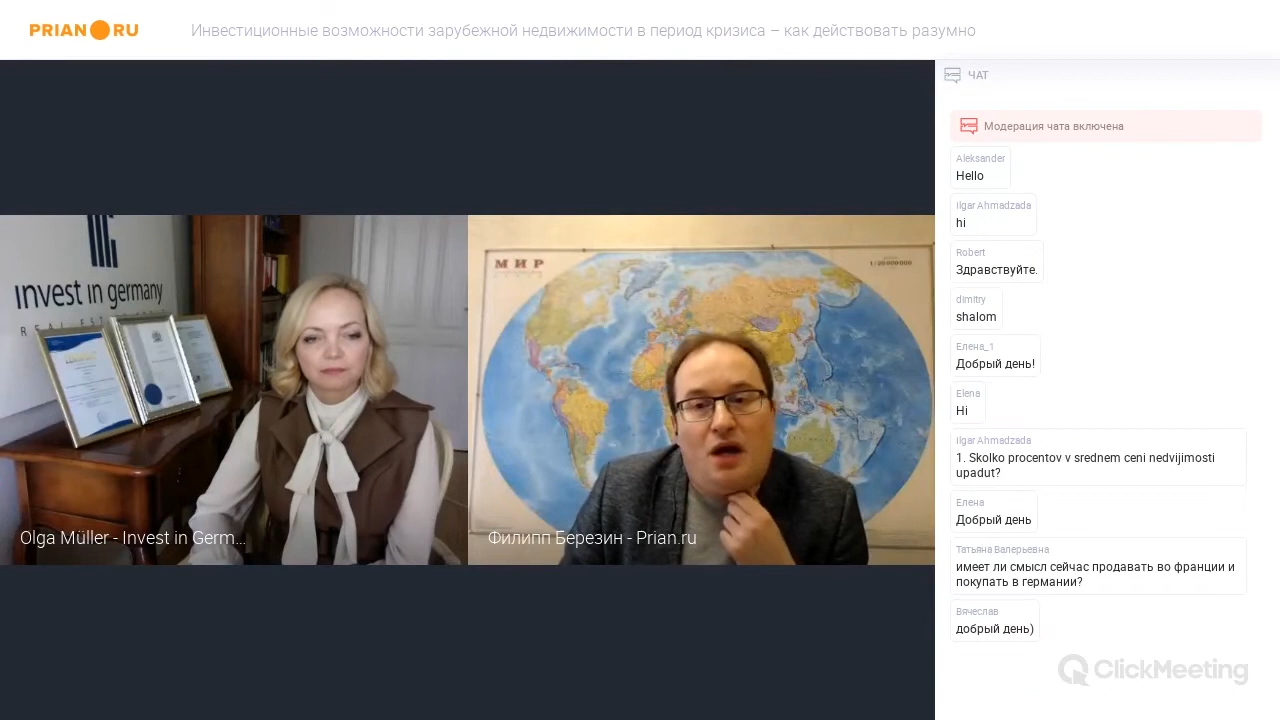 PRIAN RU
Инвестиционные возможности зарубежной недвижимости в период кризиса – как действовать разумно
ЧАТ
Модерация чата включена
Aleksander
Hello
Ilgar Ahmadzada
hi
Robert
Здравствуйте.
dimitry
shalom
Елена_1
Добрый день!
Elena
Hi
Ilgar Ahmadzada
1. Skolko procentov v srednem ceni nedvijimosti
upadut?
Елена
Добрый день
Татьяна Валерьевна
имеет ли смысл сейчас продавать во франции и
покупать в германии?
Вячеслав
добрый день)
ClickMeeting
invest in germany
REAL
МИР
Olga Müller - Invest in Germ...
Филипп Березин - Prian.ru